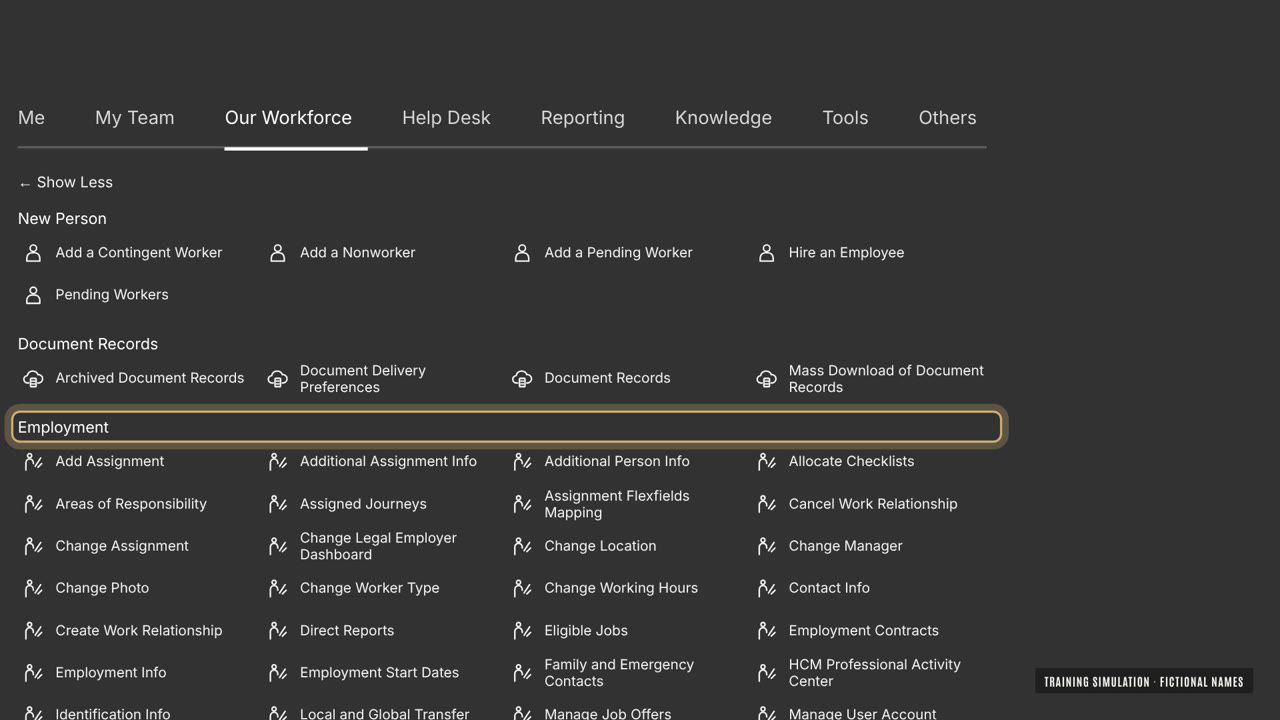 Me My Team Our Workforce Help Desk Reporting Knowledge Tools Others
← Show Less
New Person
Add a Contingent Worker Add a Nonworker Add a Pending Worker Hire an Employee
Pending Workers
Document Records
Archived Document Records Document Delivery Preferences Document Records Mass Download of Document Records
Employment
Add Assignment Additional Assignment Info Additional Person Info Allocate Checklists
Areas of Responsibility Assigned Journeys Assignment Flexfields Mapping Cancel Work Relationship
Change Assignment Change Legal Employer Dashboard Change Location Change Manager
Change Photo Change Worker Type Change Working Hours Contact Info
Create Work Relationship Direct Reports Eligible Jobs Employment Contracts
Employment Info Employment Start Dates Family and Emergency Contacts HCM Professional Activity Center
Identification Info Local and Global Transfer Manage Job Offers Manage User Account
TRAINING SIMULATION · FICTIONAL NAMES